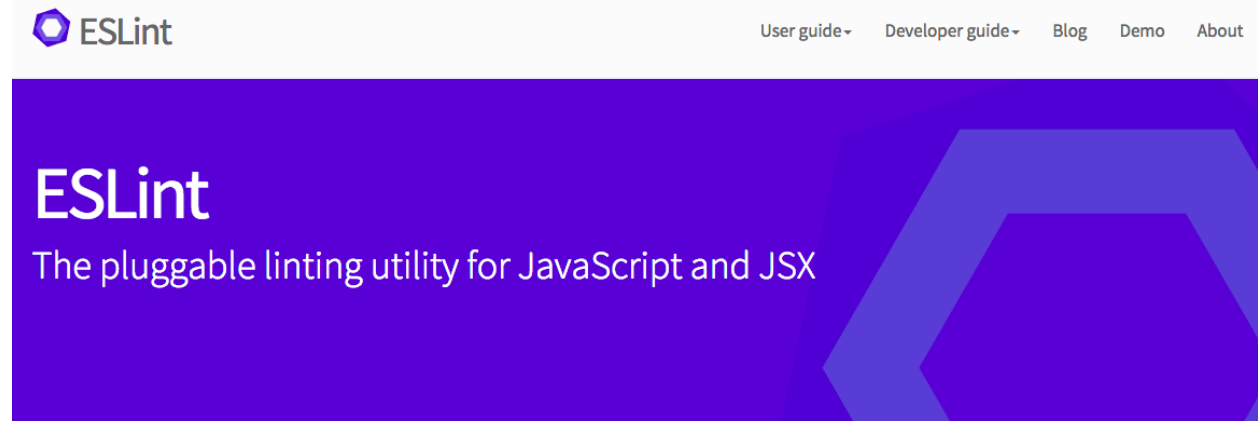 ESLint
User guide Developer guide Blog Demo About
ESLint
The pluggable linting utility for JavaScript and JSX